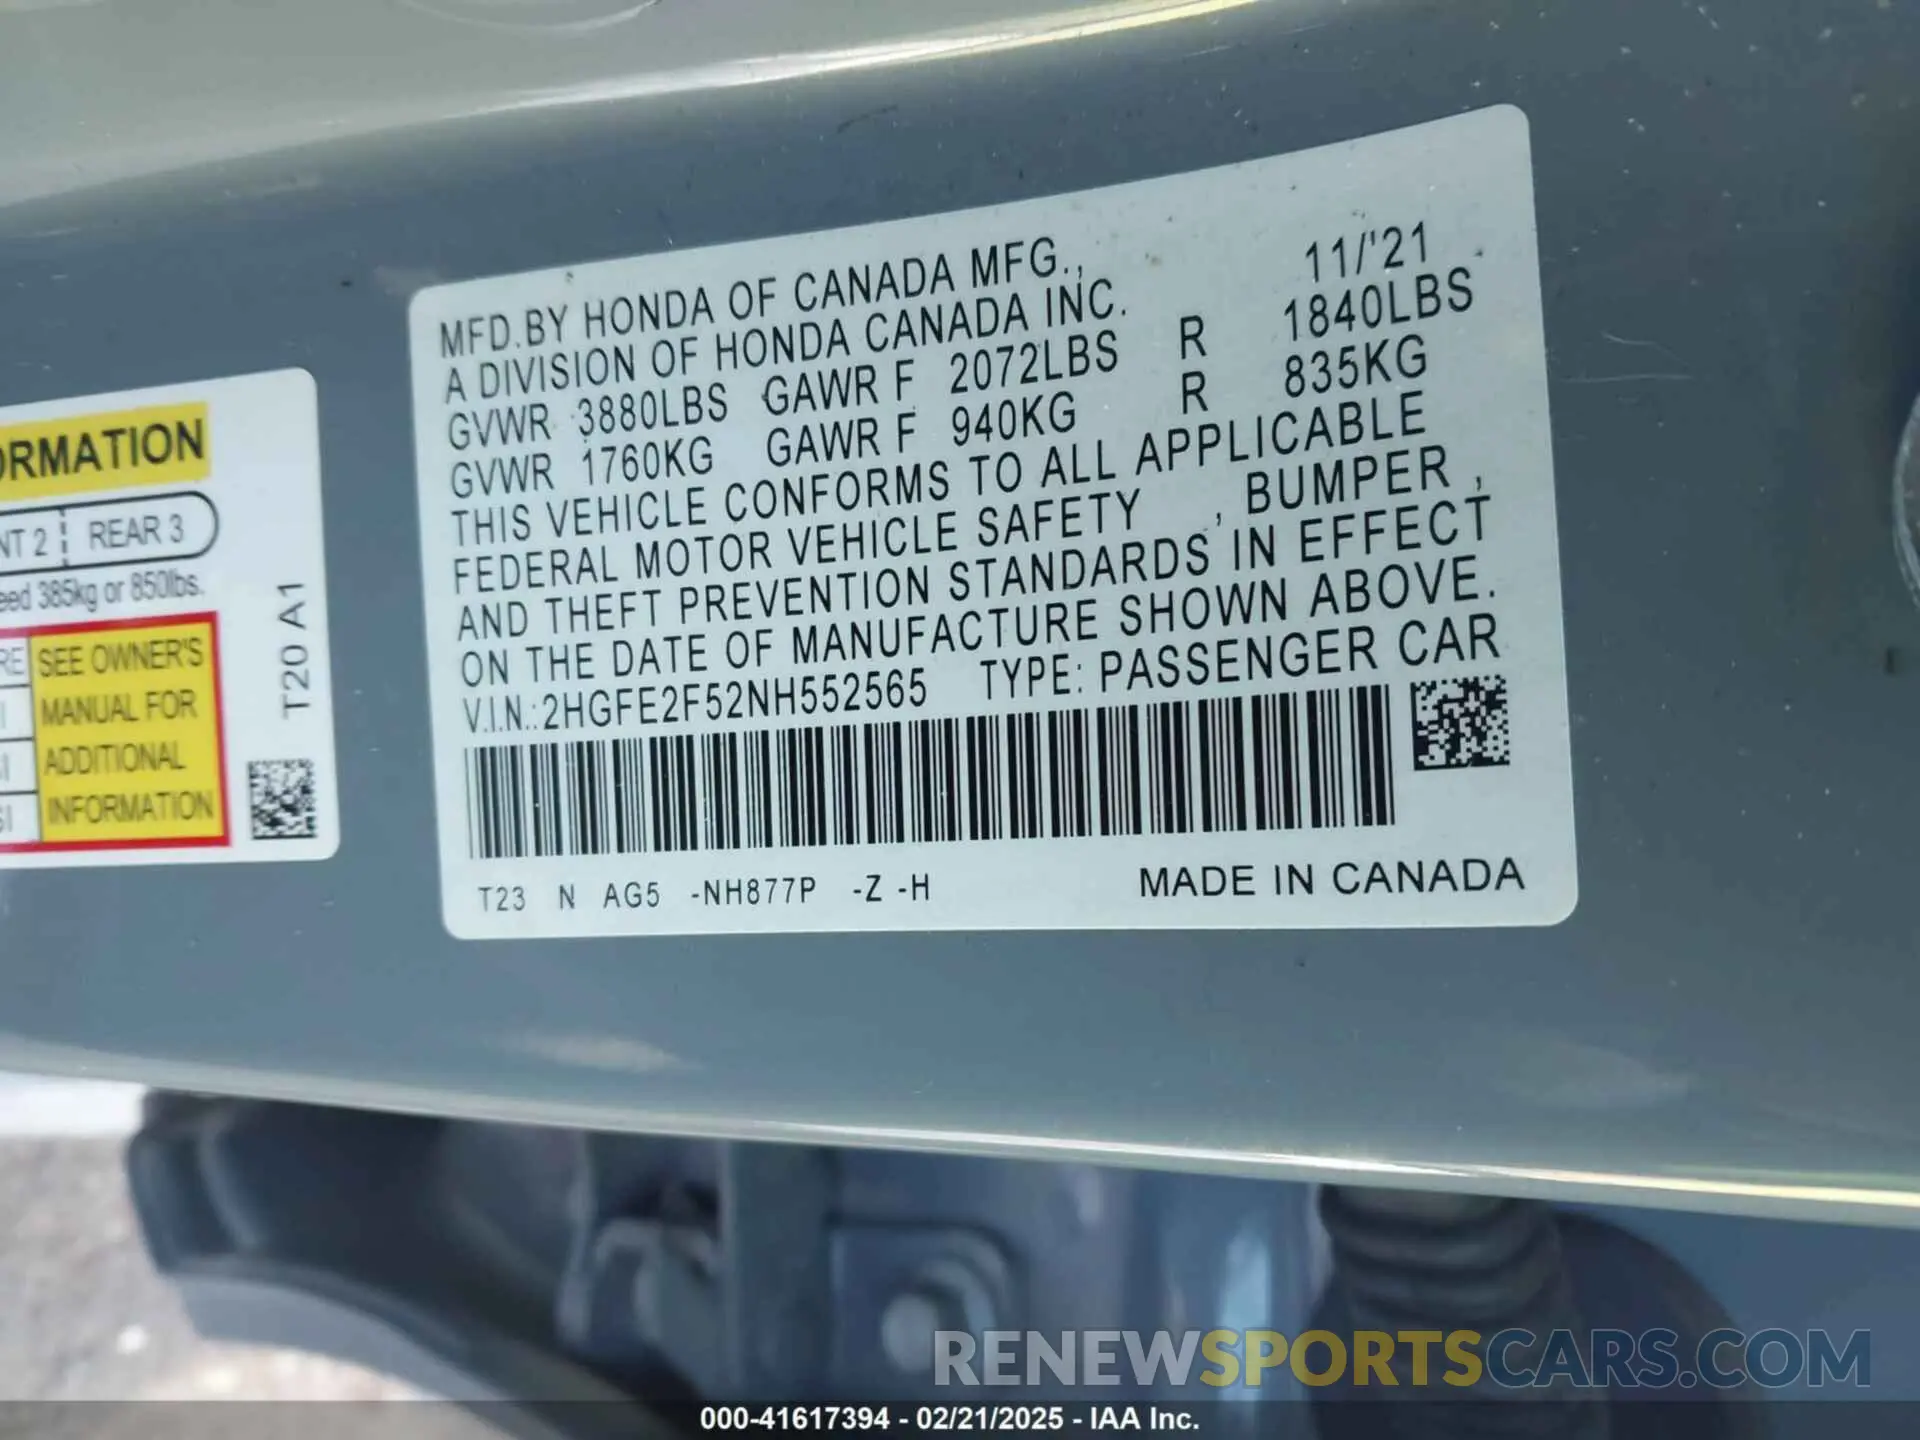 ORMATION
NT 2 REAR 3
eed 385kg or 850lbs.
RE
SEE OWNER'S
MANUAL FOR
ADDITIONAL
INFORMATION
T20 A1
MFD.BY HONDA OF CANADA MFG., 11/'21
A DIVISION OF HONDA CANADA INC.
GVWR 3880LBS GAWR F 2072LBS R 1840LBS
GVWR 1760KG GAWR F 940KG R 835KG
THIS VEHICLE CONFORMS TO ALL APPLICABLE
FEDERAL MOTOR VEHICLE SAFETY , BUMPER ,
AND THEFT PREVENTION STANDARDS IN EFFECT
ON THE DATE OF MANUFACTURE SHOWN ABOVE.
V.I.N.: 2HGFE2F52NH552565 TYPE: PASSENGER CAR
T23 N AG5 -NH877P -Z -H MADE IN CANADA
RENEWSPORTSCARS.COM
000-41617394 - 02/21/2025 - IAA Inc.